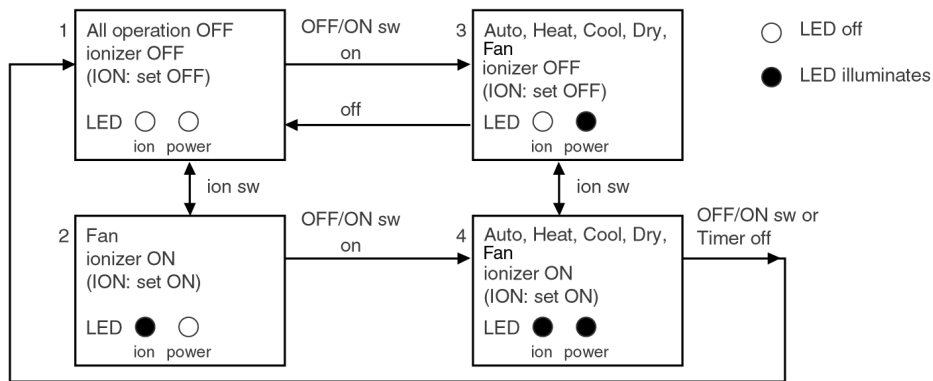 1
All operation OFF
ionizer OFF
(ION: set OFF)
LED
ion power
OFF/ON sw
on
off
3
Auto, Heat, Cool, Dry,
Fan
ionizer OFF
(ION: set OFF)
LED
ion power
LED off
LED illuminates
ion sw
ion sw
2
Fan
ionizer ON
(ION: set ON)
LED
ion power
OFF/ON sw
on
4
Auto, Heat, Cool, Dry,
Fan
ionizer ON
(ION: set ON)
LED
ion power
OFF/ON sw or
Timer off